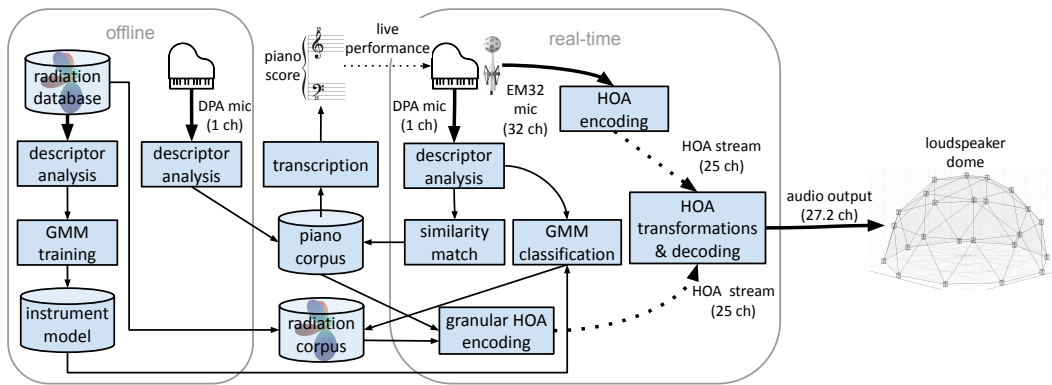 offline
real-time
radiation
database
DPA mic
(1 ch)
descriptor
analysis
descriptor
analysis
GMM
training
instrument
model
piano
score
live
performance
transcription
piano
corpus
radiation
corpus
DPA mic
(1 ch)
EM32
mic
(32 ch)
HOA
encoding
descriptor
analysis
similarity
match
GMM
classification
granular HOA
encoding
HOA stream
(25 ch)
HOA
transformations
& decoding
HOA stream
(25 ch)
audio output
(27.2 ch)
loudspeaker
dome